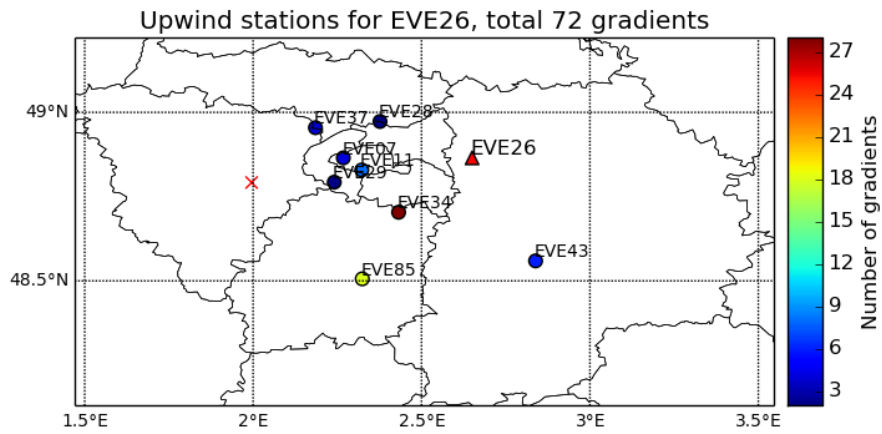 Upwind stations for EVE26, total 72 gradients
27
24
21
18
15
12
9
6
3
Number of gradients
49°N
48.5°N
1.5°E
2°E
2.5°E
3°E
3.5°E
EVE37
EVE28
EVE07
EVE11
EVE29
EVE26
EVE34
EVE43
EVE85